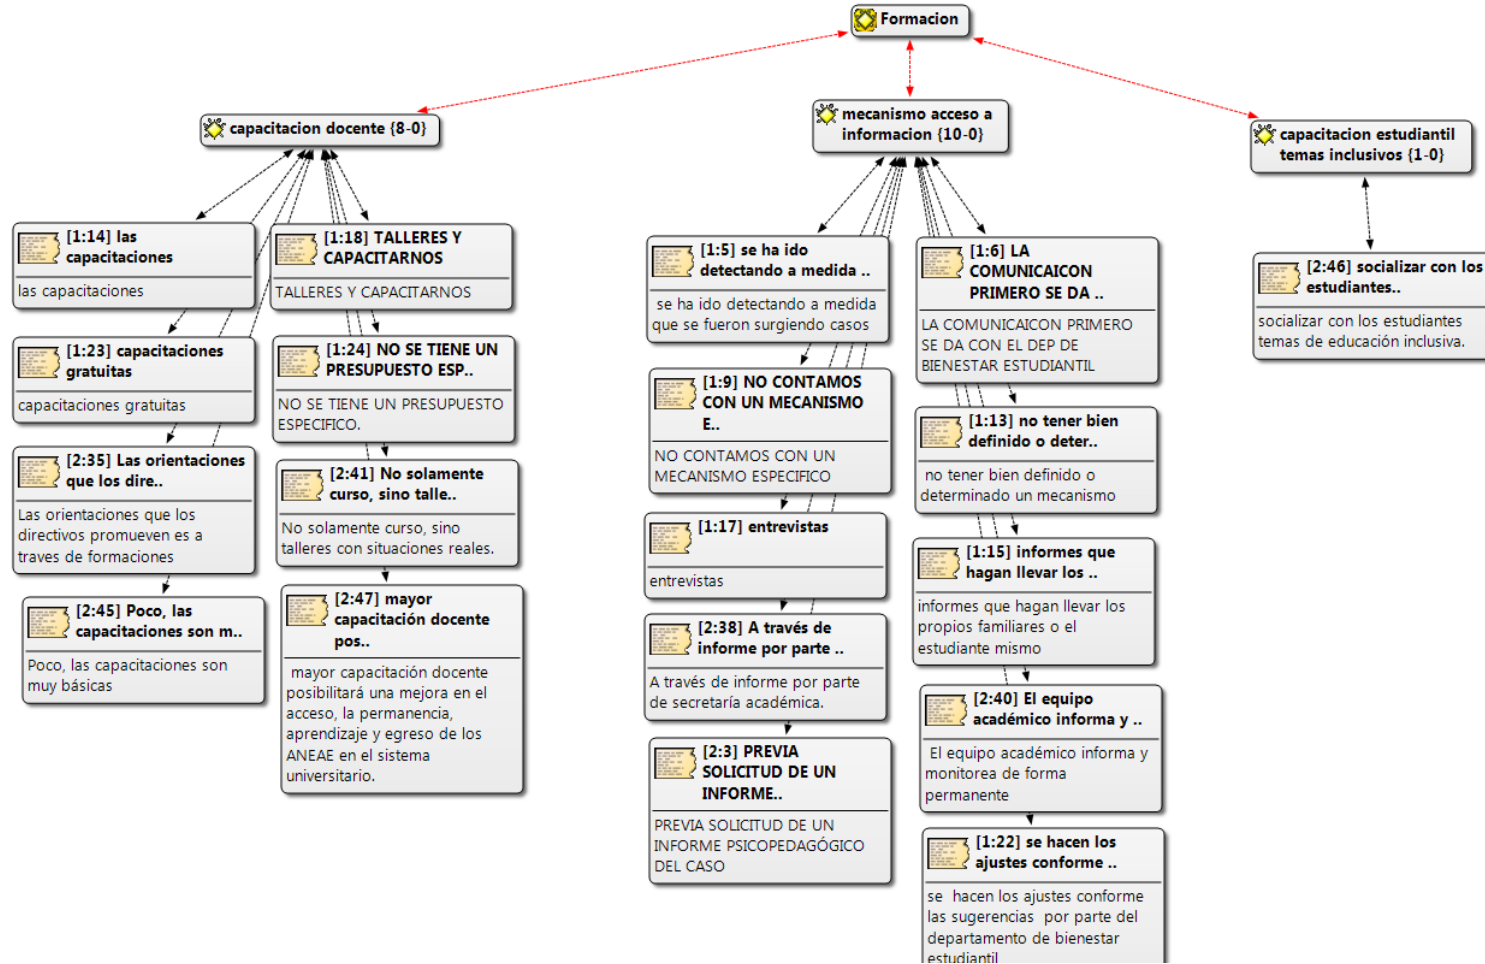 Formacion
capacitacion docente {8-0}
mecanismo acceso a
informacion {10-0}
capacitacion estudiantil
temas inclusivos {1-0}
[1:14] las
capacitaciones
las capacitaciones
[1:18] TALLERES Y
CAPACITARNOS
TALLERES Y CAPACITARNOS
[1:23] capacitaciones
gratuitas
capacitaciones gratuitas
[1:24] NO SE TIENE UN
PRESUPUESTO ESP..
NO SE TIENE UN PRESUPUESTO
ESPECIFICO.
[2:35] Las orientaciones
que los dire..
Las orientaciones que los
directivos promueven es a
traves de formaciones
[2:41] No solamente
curso, sino talle..
No solamente curso, sino
talleres con situaciones reales.
[2:45] Poco, las
capacitaciones son m..
Poco, las capacitaciones son
muy básicas
[2:47] mayor
capacitación docente
pos..
mayor capacitación docente
posibilitará una mejora en el
acceso, la permanencia,
aprendizaje y egreso de los
ANEAE en el sistema
universitario.
[1:5] se ha ido
detectando a medida ..
se ha ido detectando a medida
que se fueron surgiendo casos
[1:6] LA
COMUNICAICON
PRIMERO SE DA ..
LA COMUNICAICON PRIMERO
SE DA CON EL DEP DE
BIENESTAR ESTUDIANTIL
[1:9] NO CONTAMOS
CON UN MECANISMO
E..
NO CONTAMOS CON UN
MECANISMO ESPECIFICO
[1:13] no tener bien
definido o deter..
no tener bien definido o
determinado un mecanismo
[1:17] entrevistas
entrevistas
[1:15] informes que
hagan llevar los ..
informes que hagan llevar los
propios familiares o el
estudiante mismo
[2:38] A través de
informe por parte ..
A través de informe por parte
de secretaría académica.
[2:40] El equipo
académico informa y ..
El equipo académico informa y
monitorea de forma
permanente
[2:3] PREVIA
SOLICITUD DE UN
INFORME..
PREVIA SOLICITUD DE UN
INFORME PSICOPEDAGÓGICO
DEL CASO
[1:22] se hacen los
ajustes conforme ..
se  hacen los ajustes conforme
las sugerencias  por parte del
departamento de bienestar
estudiantil
[2:46] socializar con los
estudiantes..
socializar con los estudiantes
temas de educación inclusiva.